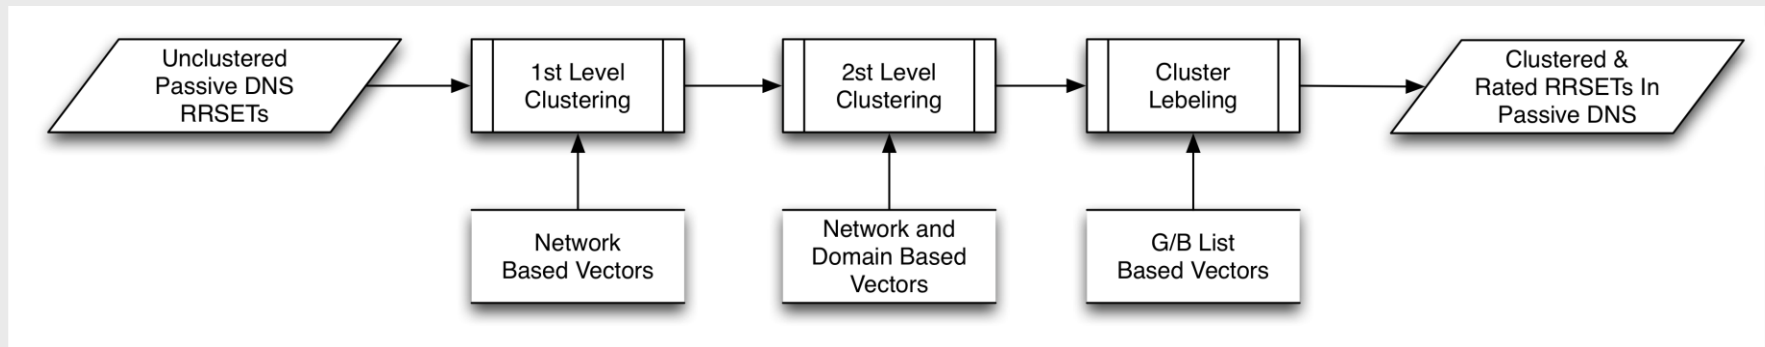 Unclustered
Passive DNS
RRSETs
1st Level
Clustering
2st Level
Clustering
Cluster
Lebeling
Clustered &
Rated RRSETs In
Passive DNS
Network
Based Vectors
Network and
Domain Based
Vectors
G/B List
Based Vectors